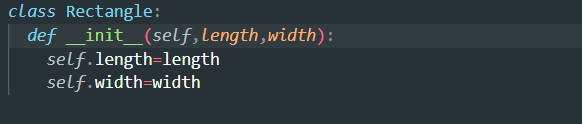 class Rectangle:
  def __init__(self,length,width):
    self.length=length
    self.width=width